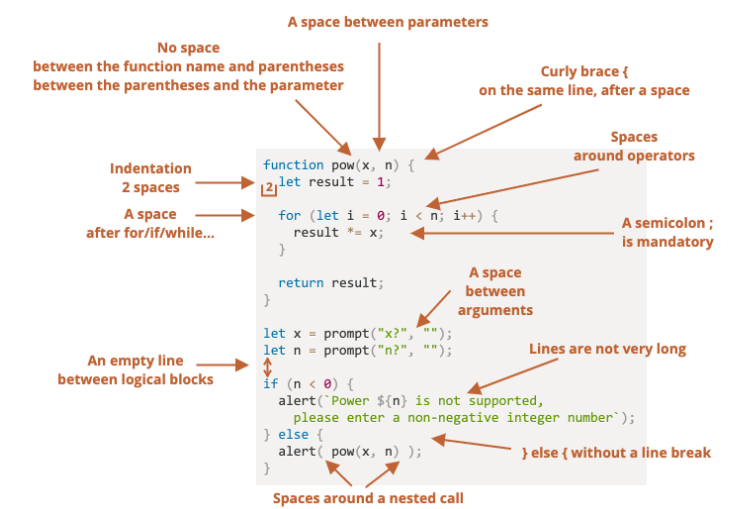 A space between parameters
No space
between the function name and parentheses
between the parentheses and the parameter
Curly brace {
on the same line, after a space
Spaces
around operators
Indentation
2 spaces
A space
after for/if/while...
A semicolon ;
is mandatory
function pow(x, n) {
2
  let result = 1;

  for (let i = 0; i < n; i++) {
    result *= x;
  }

  return result;
}

let x = prompt("x?", "");
let n = prompt("n?", "");

if (n < 0) {
  alert(`Power ${n} is not supported,
    please enter a non-negative integer number`);
} else {
  alert( pow(x, n) );
}
A space
between
arguments
Lines are not very long
An empty line
between logical blocks
} else { without a line break
Spaces around a nested call